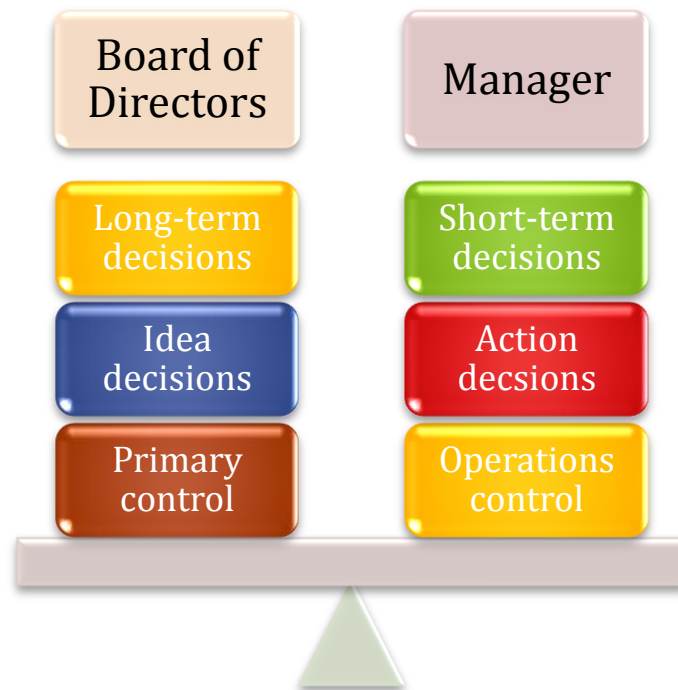 Board of
Directors
Manager
Long-term
decisions
Short-term
decisions
Idea
decisions
Action
decsions
Primary
control
Operations
control